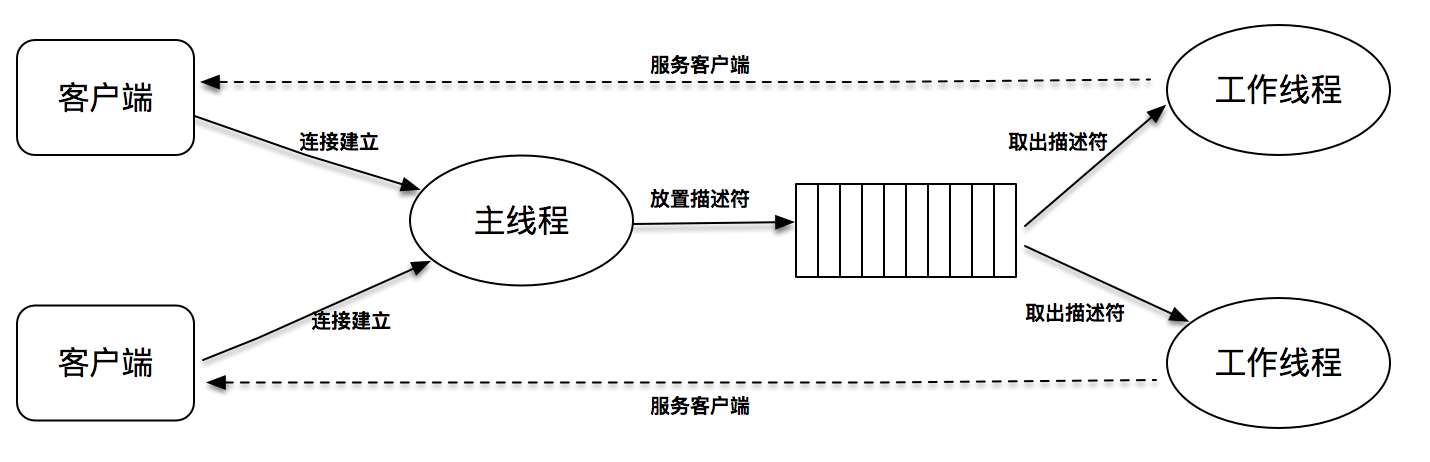 服务客户端
客户端
工作线程
连接建立
取出描述符
放置描述符
主线程
取出描述符
连接建立
客户端
工作线程
服务客户端